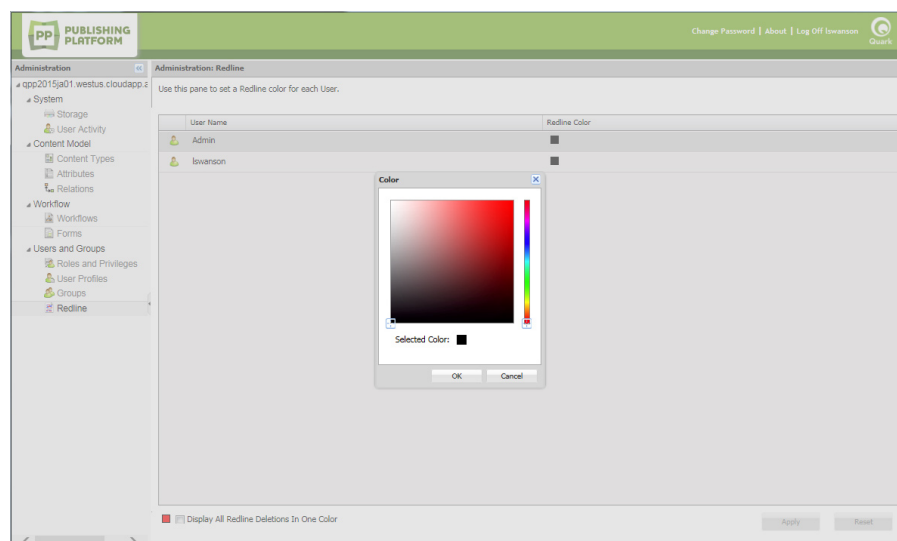 PP PUBLISHING
PLATFORM
Change Password | About | Log Off lswanson
Quark
Administration
Administration: Redline
qpp2015ja01.westus.cloudapp.a
Use this pane to set a Redline color for each User.
System
Storage
User Activity
Content Model
Content Types
Attributes
Relations
Workflow
Workflows
Forms
Users and Groups
Roles and Privileges
User Profiles
Groups
Redline
User Name Redline Color
Admin
lswanson
Color
Selected Color:
OK Cancel
Display All Redline Deletions In One Color
Apply Reset